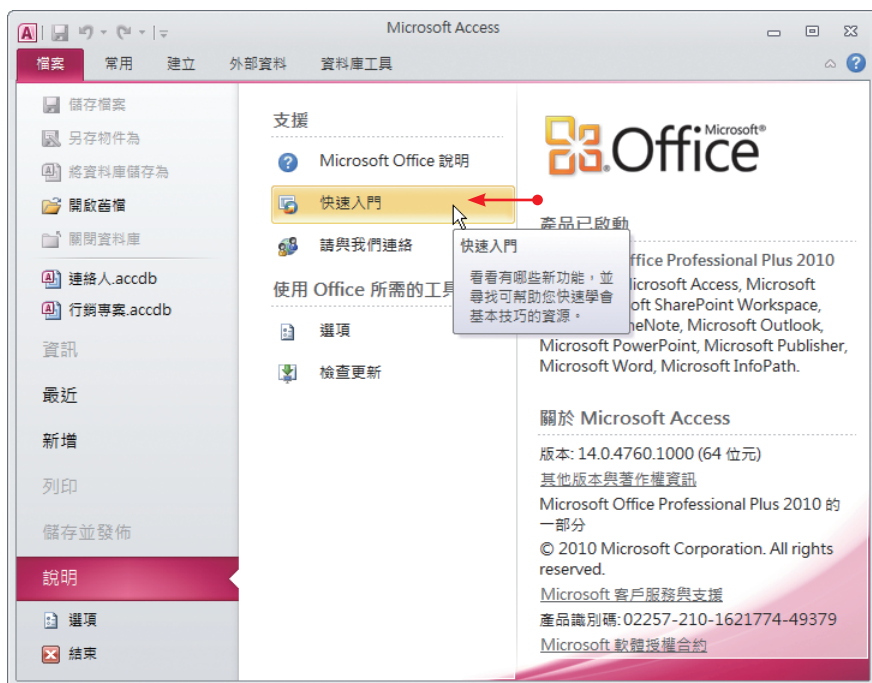 Microsoft Access
檔案 常用 建立 外部資料 資料庫工具
儲存檔案
另存物件為
將資料庫儲存為
開啟舊檔
關閉資料庫
連絡人.accdb
行銷專案.accdb
資訊
最近
新增
列印
儲存並發佈
說明
選項
結束
支援
Microsoft Office 說明
快速入門
請與我們連絡
使用 Office 所需的工具
選項
檢查更新
快速入門
看看有哪些新功能，並
尋找可幫助您快速學會
基本技巧的資源。
Microsoft®
Office
產品已啟動
ffice Professional Plus 2010
icrosoft Access, Microsoft
oft SharePoint Workspace,
eNote, Microsoft Outlook,
Microsoft PowerPoint, Microsoft Publisher,
Microsoft Word, Microsoft InfoPath.
關於 Microsoft Access
版本: 14.0.4760.1000 (64 位元)
其他版本與著作權資訊
Microsoft Office Professional Plus 2010 的
一部分
© 2010 Microsoft Corporation. All rights
reserved.
Microsoft 客戶服務與支援
產品識別碼: 02257-210-1621774-49379
Microsoft 軟體授權合約